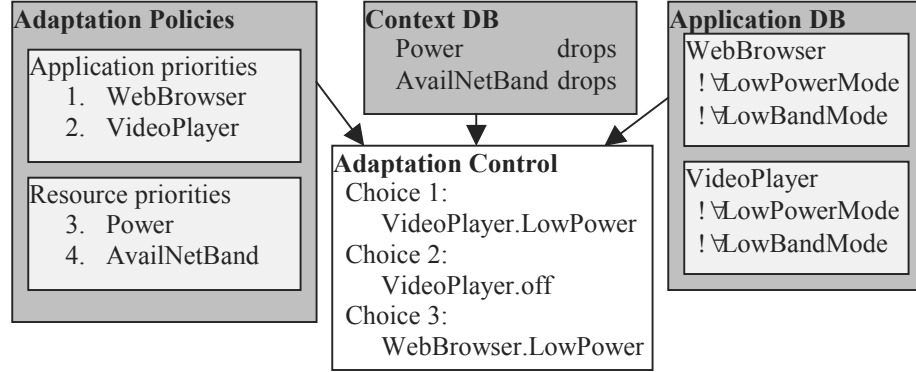 Adaptation Policies
Application priorities
1. WebBrowser
2. VideoPlayer
Resource priorities
3. Power
4. AvailNetBand
Context DB
Power drops
AvailNetBand drops
Application DB
WebBrowser
!∀LowPowerMode
!∀LowBandMode
VideoPlayer
!∀LowPowerMode
!∀LowBandMode
Adaptation Control
Choice 1:
VideoPlayer.LowPower
Choice 2:
VideoPlayer.off
Choice 3:
WebBrowser.LowPower